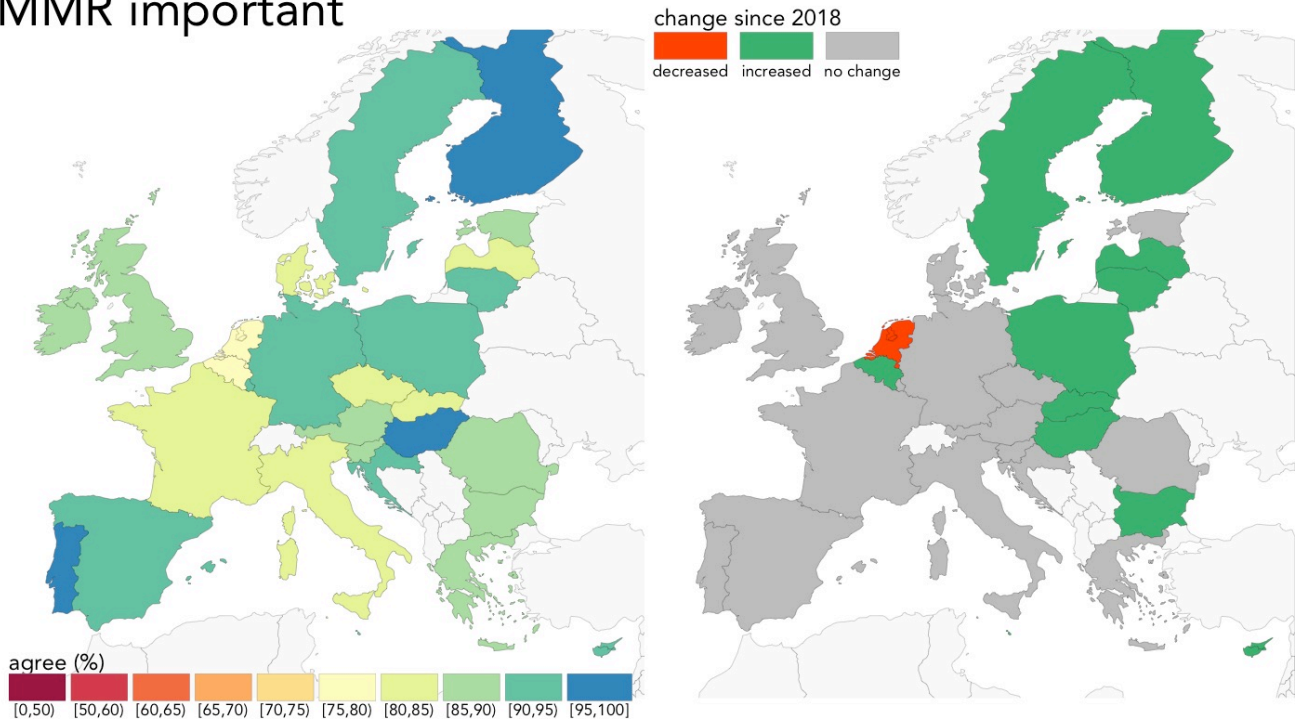 MMR important
change since 2018
decreased increased no change
agree (%)
[0,50) [50,60) [60,65) [65,70) [70,75) [75,80) [80,85) [85,90) [90,95) [95,100]